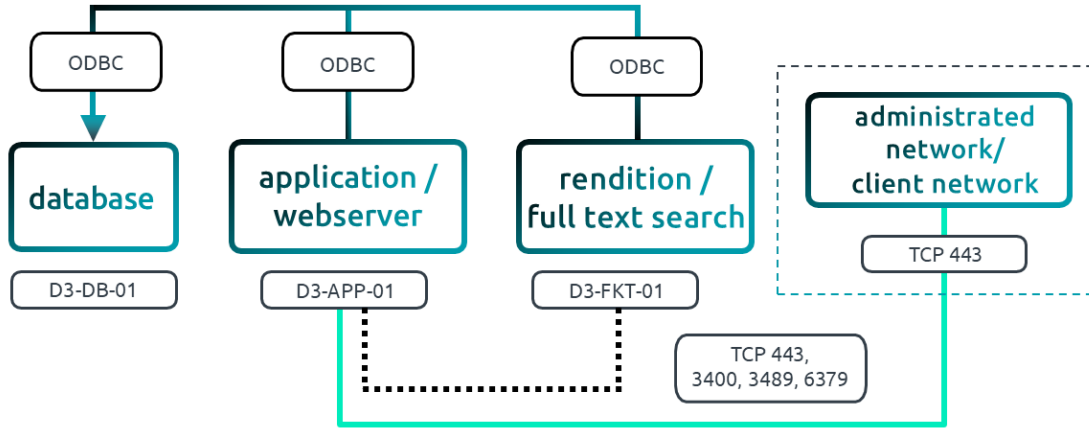 ODBC
ODBC
ODBC
database
application /
webserver
rendition /
full text search
administrated
network/
client network
TCP 443
D3-DB-01
D3-APP-01
D3-FKT-01
TCP 443,
3400, 3489, 6379